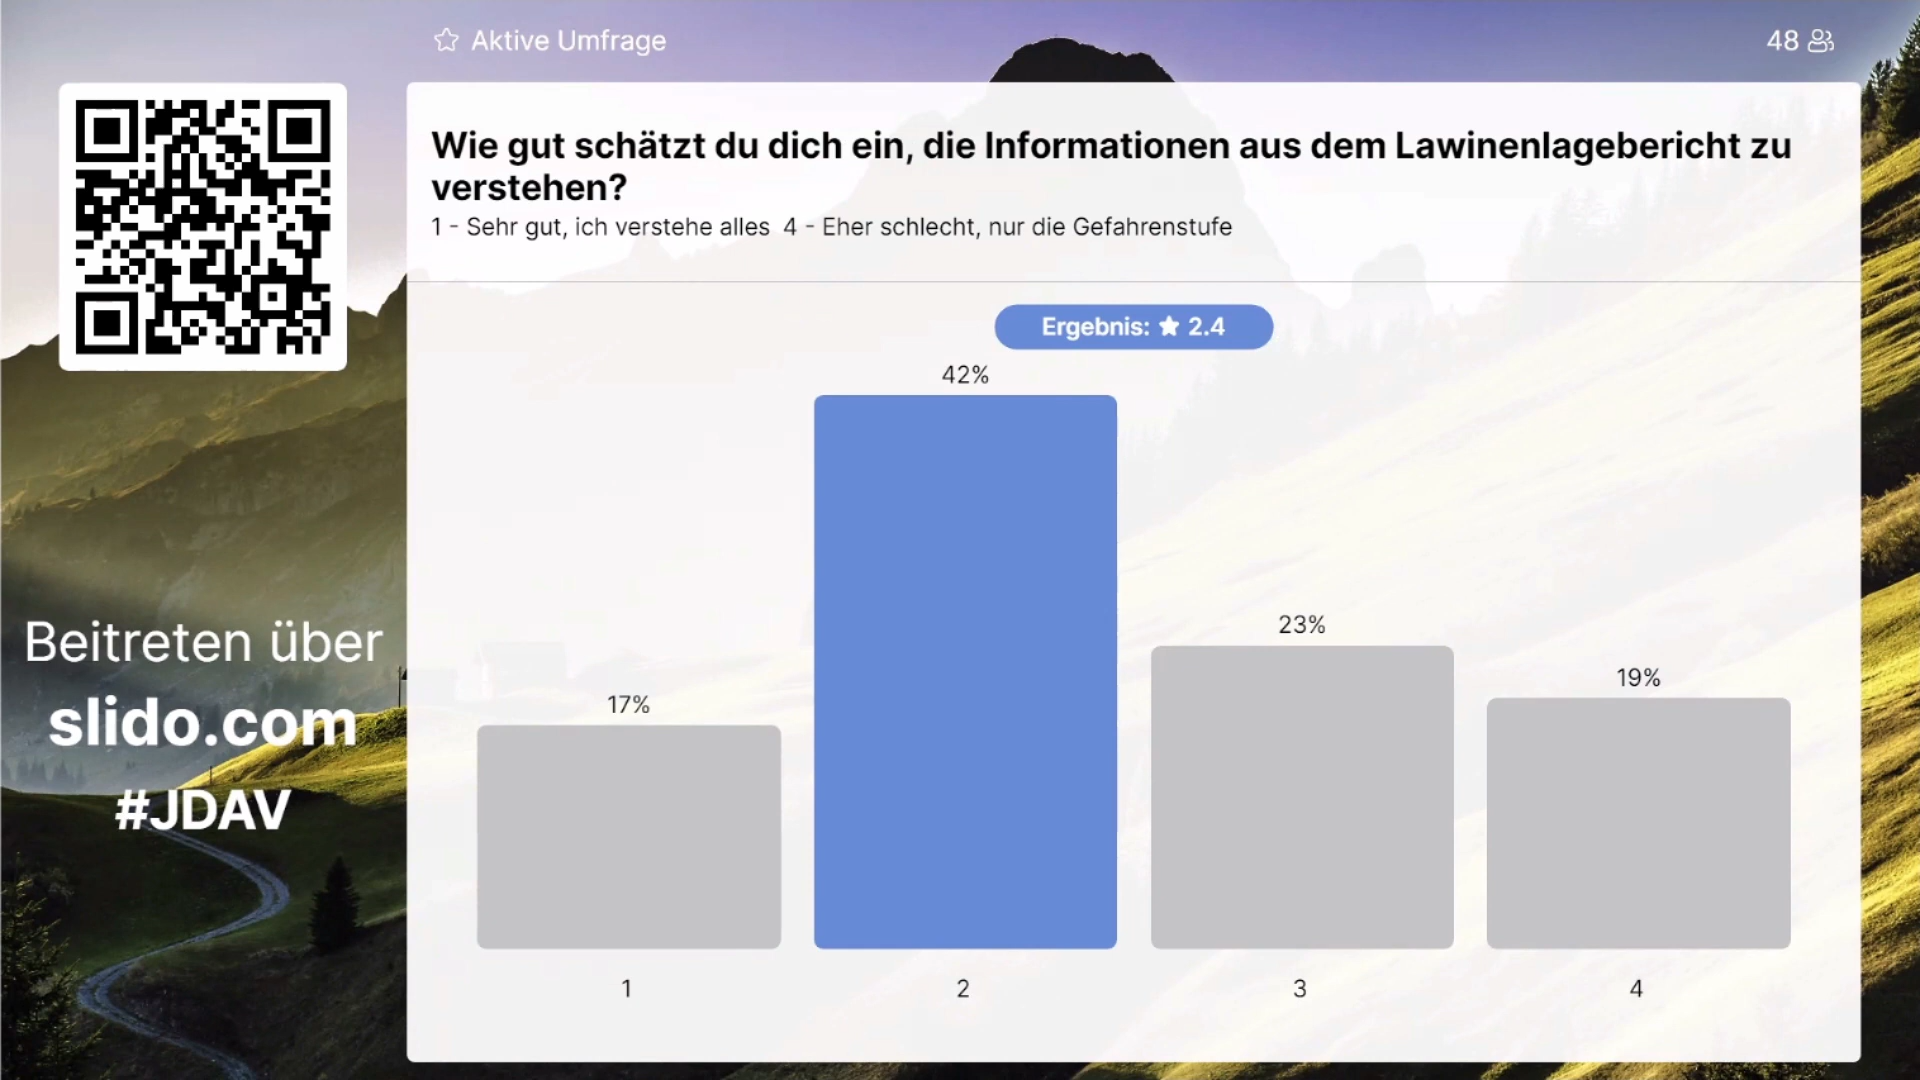 Aktive Umfrage
48
Wie gut schätzt du dich ein, die Informationen aus dem Lawinenlagebericht zu
verstehen?
1 - Sehr gut, ich verstehe alles  4 - Eher schlecht, nur die Gefahrenstufe
Ergebnis: ★ 2.4
42%
23%
19%
17%
1
2
3
4
Beitreten über
slido.com
#JDAV